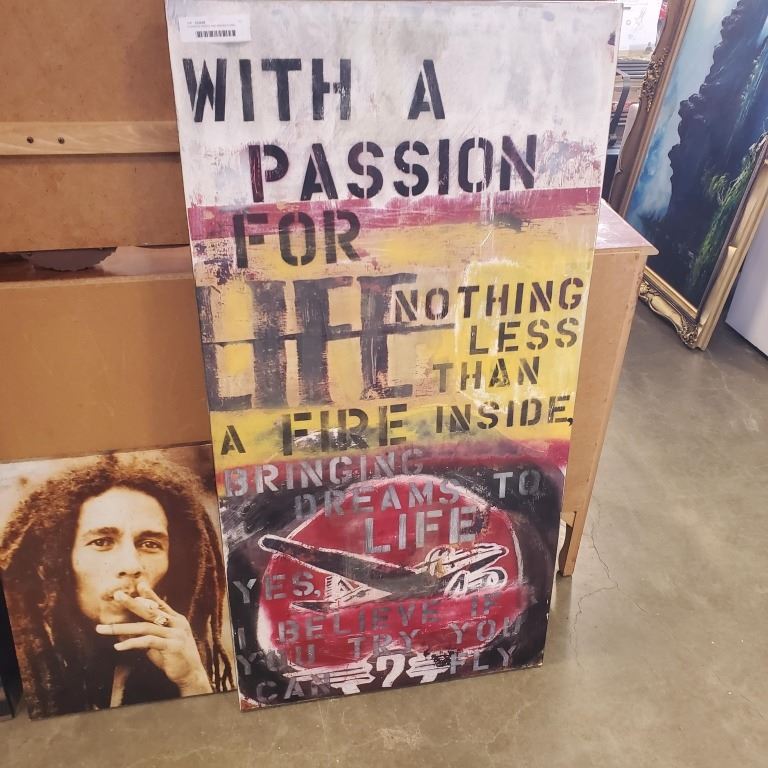 WITH A
PASSION
FOR
LIFE
NOTHING
LESS
THAN
A FIRE INSIDE,
BRINGING
DREAMS TO
LIFE
YES,
I BELIEVE IF
YOU TRY, YOU
CAN FLY
7